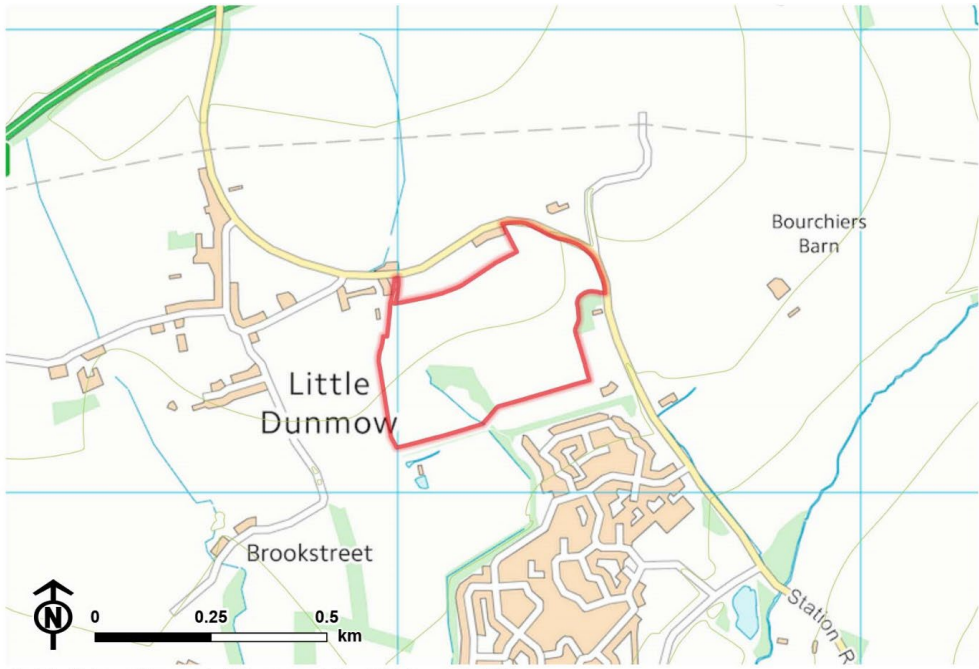 Bourchiers
Barn
Little
Dunmow
Brookstreet
Station R
N
0 0.25 0.5
km